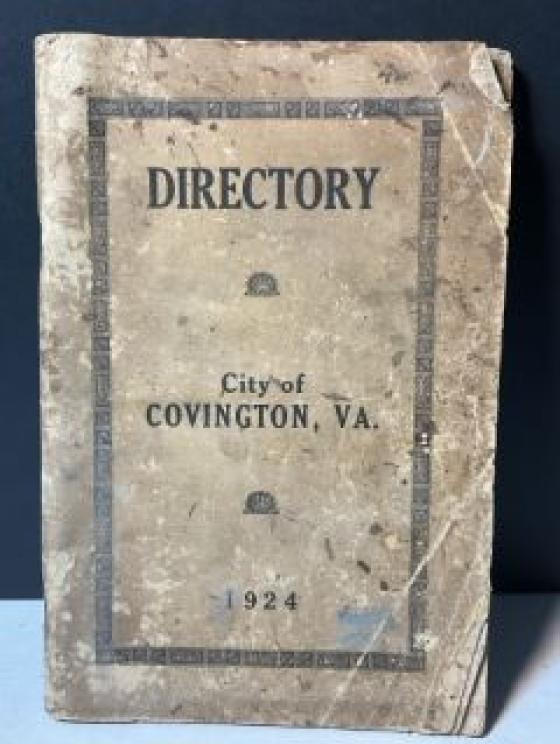 DIRECTORY
City of
COVINGTON, VA.
1924